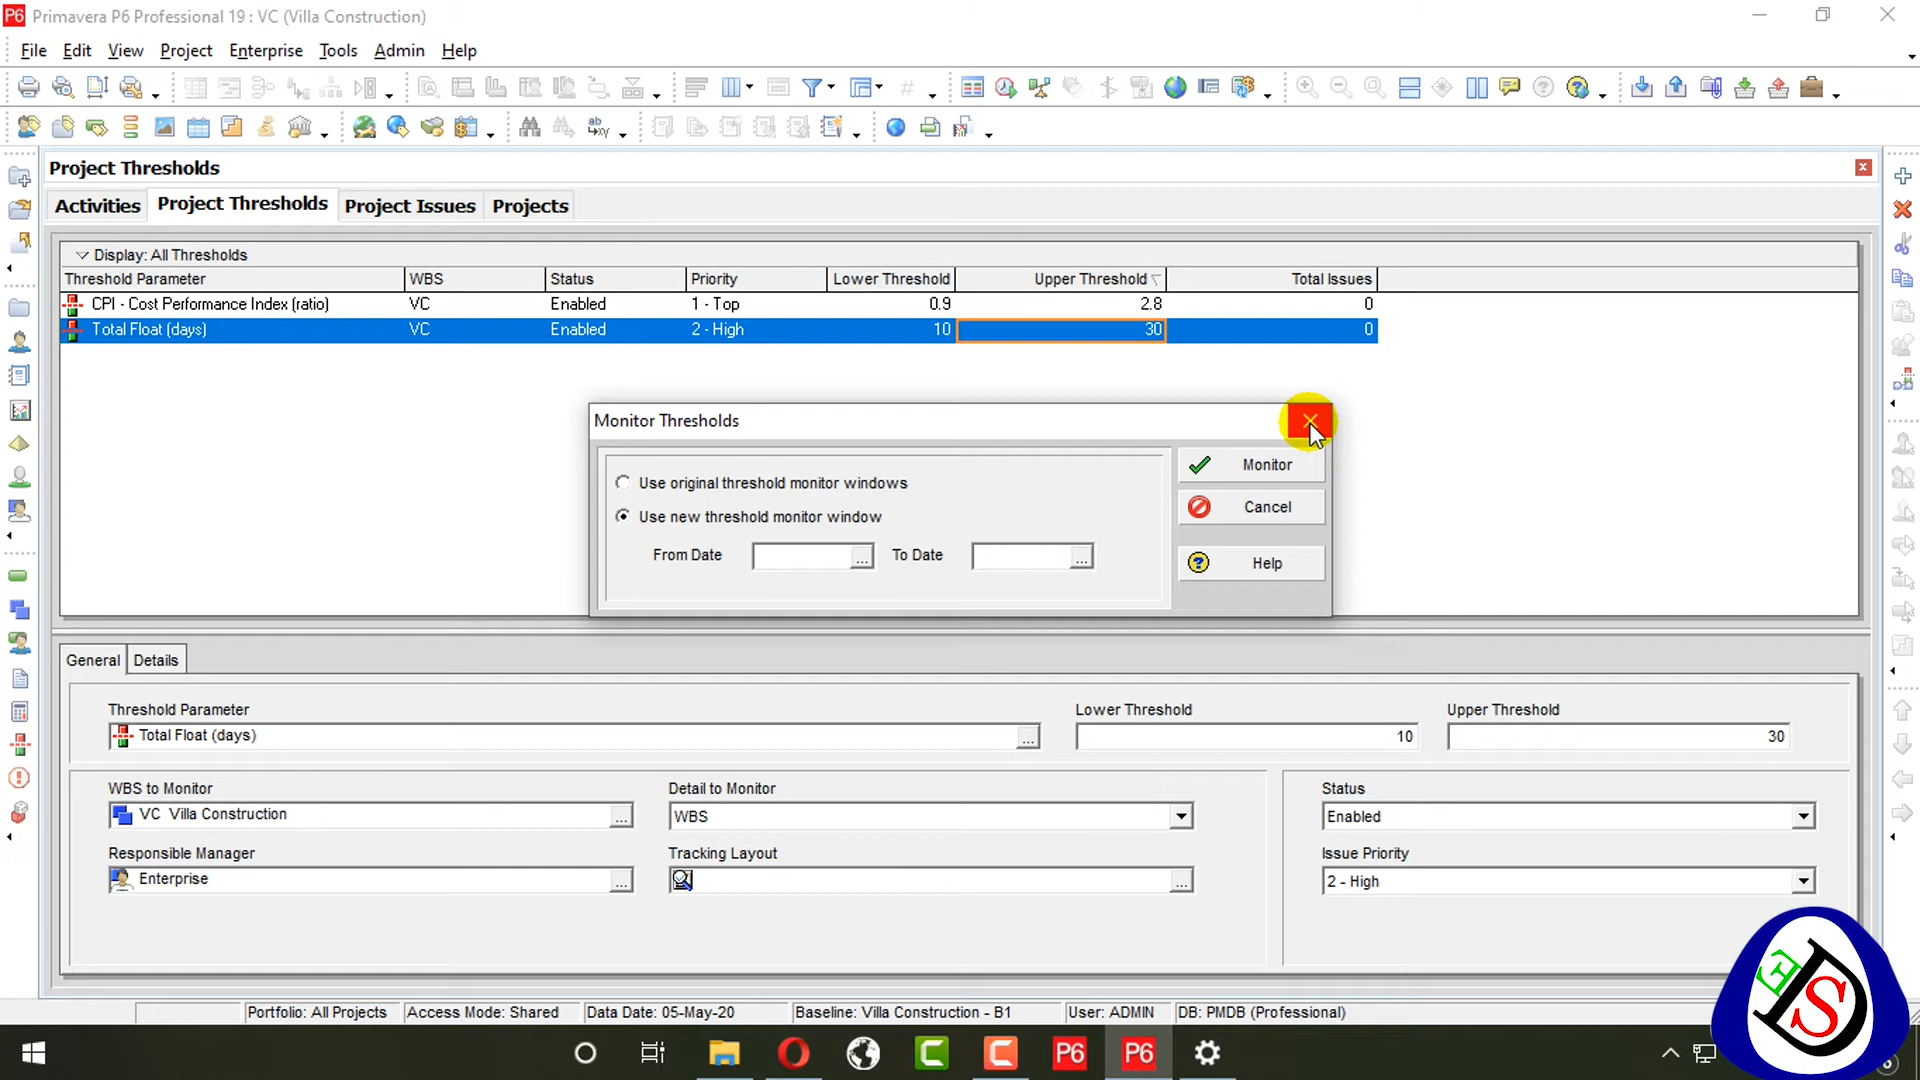 P6 Primavera P6 Professional 19 : VC (Villa Construction)
File Edit View Project Enterprise Tools Admin Help
Project Thresholds
Activities Project Thresholds Project Issues Projects
Display: All Thresholds
Threshold Parameter WBS Status Priority Lower Threshold Upper Threshold Total Issues
CPI - Cost Performance Index (ratio) VC Enabled 1 - Top 0.9 2.8 0
Total Float (days) VC Enabled 2 - High 10 30 0
Monitor Thresholds
Use original threshold monitor windows
Use new threshold monitor window
From Date ... To Date ...
Monitor
Cancel
Help
General Details
Threshold Parameter Lower Threshold Upper Threshold
Total Float (days) ... 10 30
WBS to Monitor Detail to Monitor Status
VC Villa Construction ... WBS Enabled
Responsible Manager Tracking Layout Issue Priority
Enterprise ... ... 2 - High
Portfolio: All Projects Access Mode: Shared Data Date: 05-May-20 Baseline: Villa Construction - B1 User: ADMIN DB: PMDB (Professional)
P6 P6
E D S